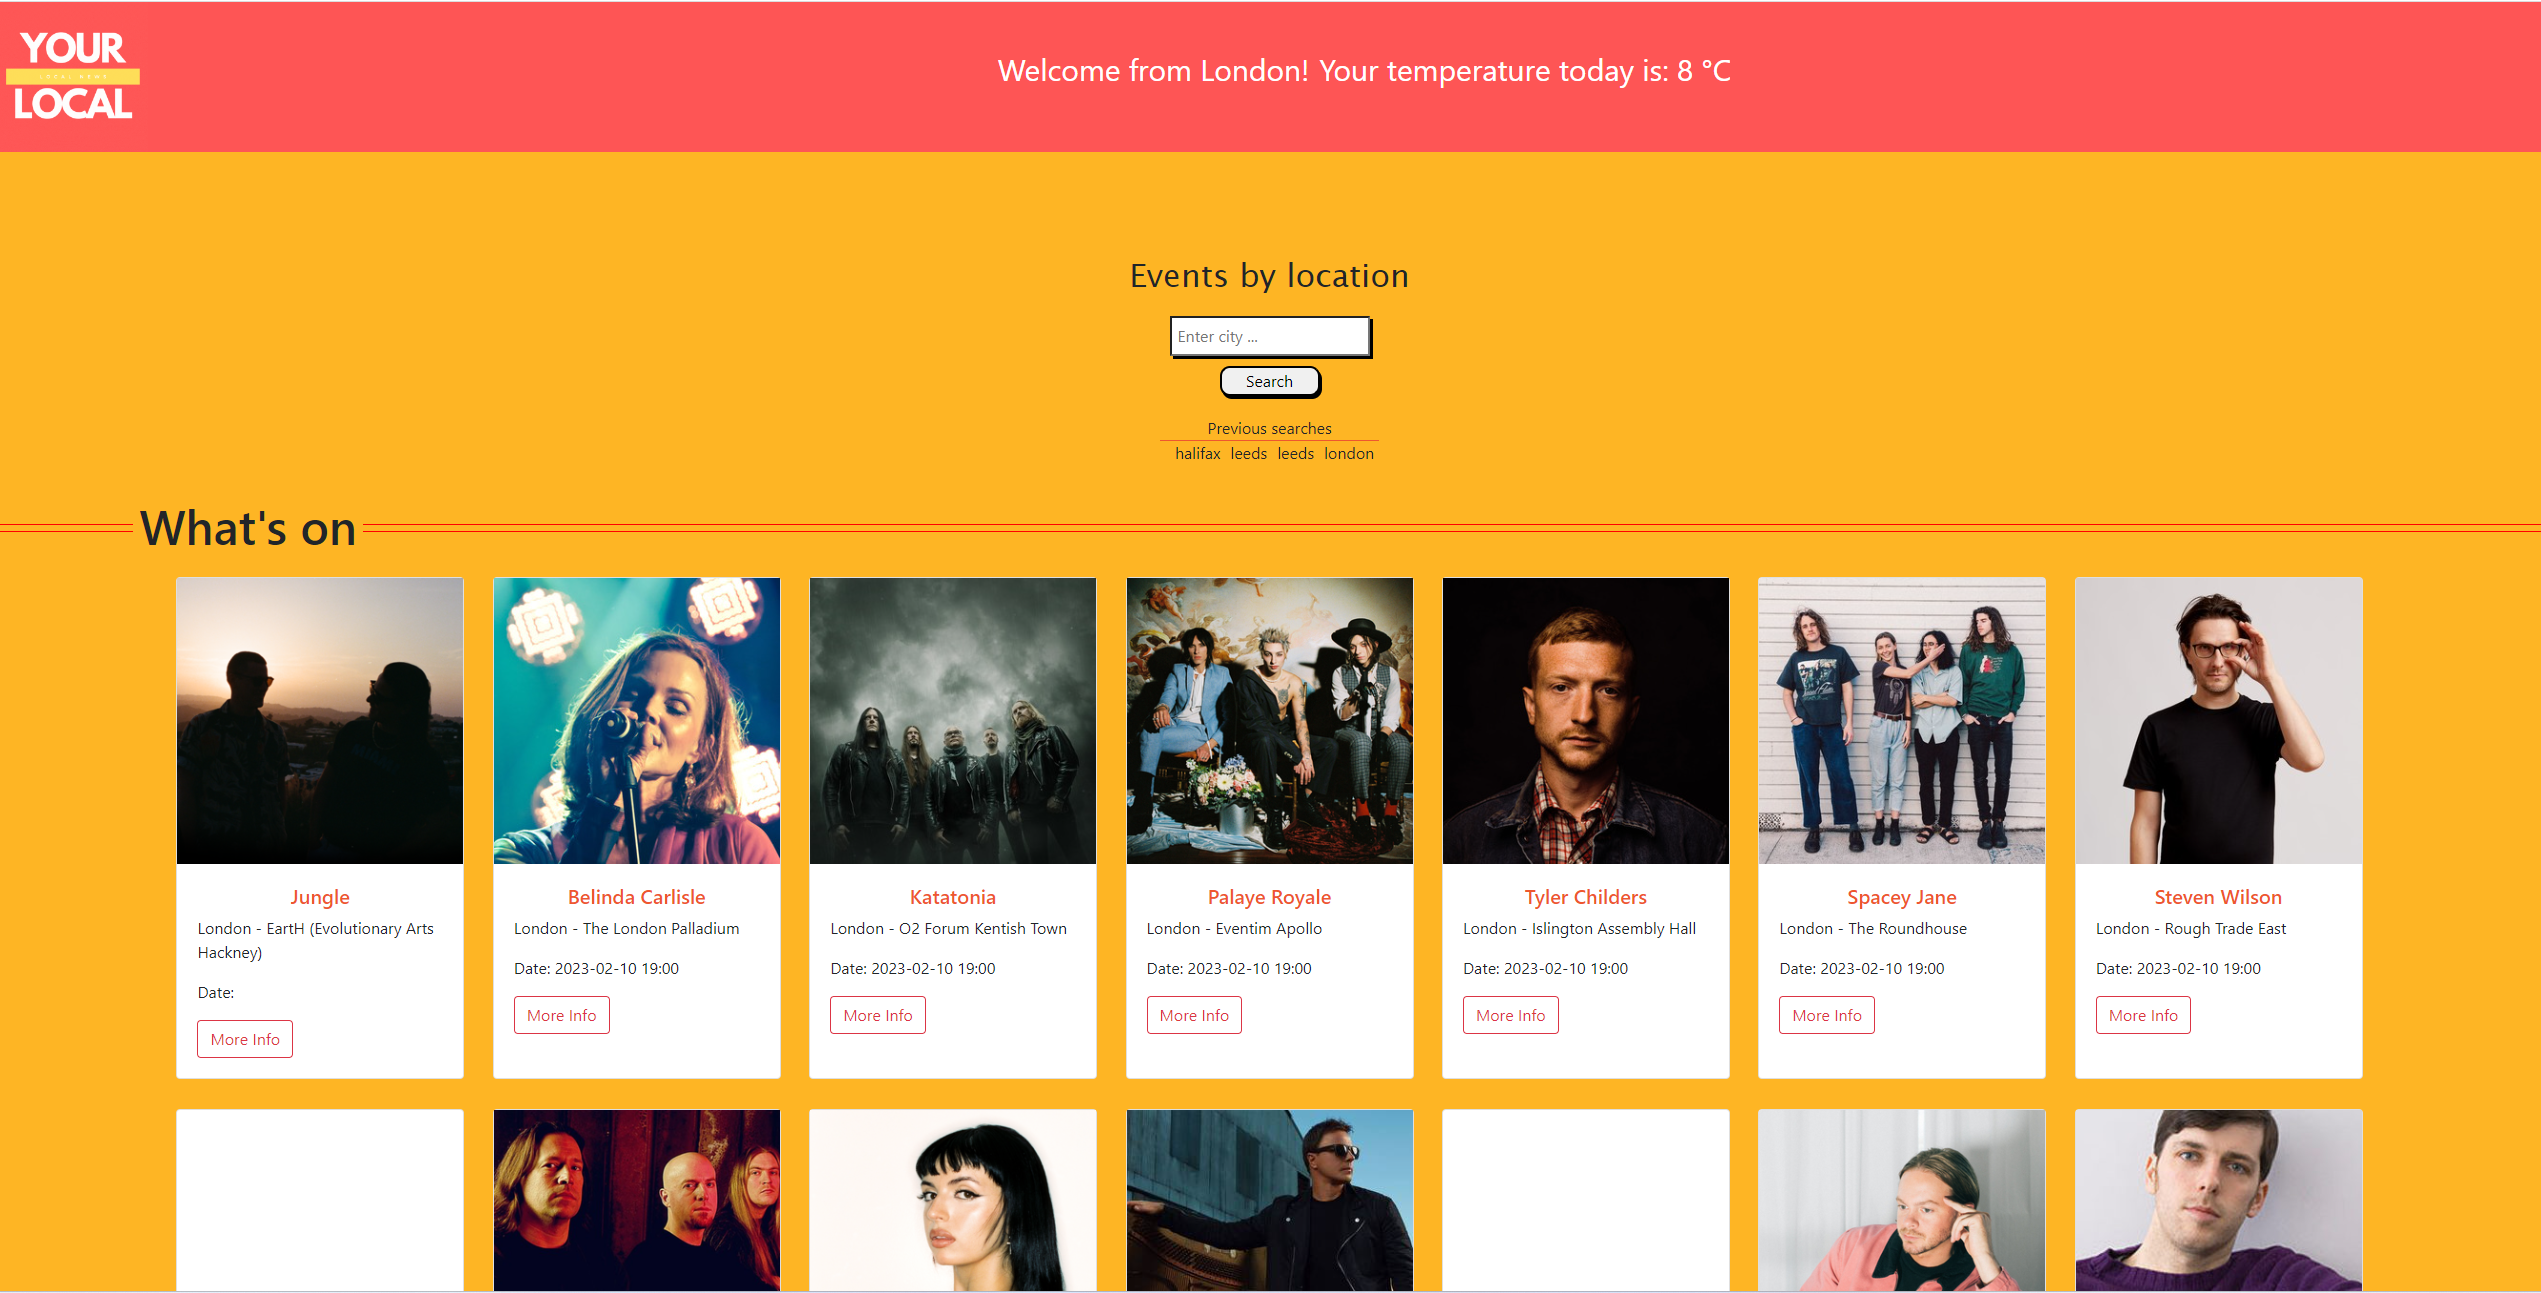 YOUR
LOCAL NEWS
LOCAL
Welcome from London! Your temperature today is: 8 °C
Events by location
Enter city ...
Search
Previous searches
halifax leeds leeds london
What's on
Jungle
London - EartH (Evolutionary Arts
Hackney)
Date:
More Info
Belinda Carlisle
London - The London Palladium
Date: 2023-02-10 19:00
More Info
Katatonia
London - O2 Forum Kentish Town
Date: 2023-02-10 19:00
More Info
Palaye Royale
London - Eventim Apollo
Date: 2023-02-10 19:00
More Info
Tyler Childers
London - Islington Assembly Hall
Date: 2023-02-10 19:00
More Info
Spacey Jane
London - The Roundhouse
Date: 2023-02-10 19:00
More Info
Steven Wilson
London - Rough Trade East
Date: 2023-02-10 19:00
More Info